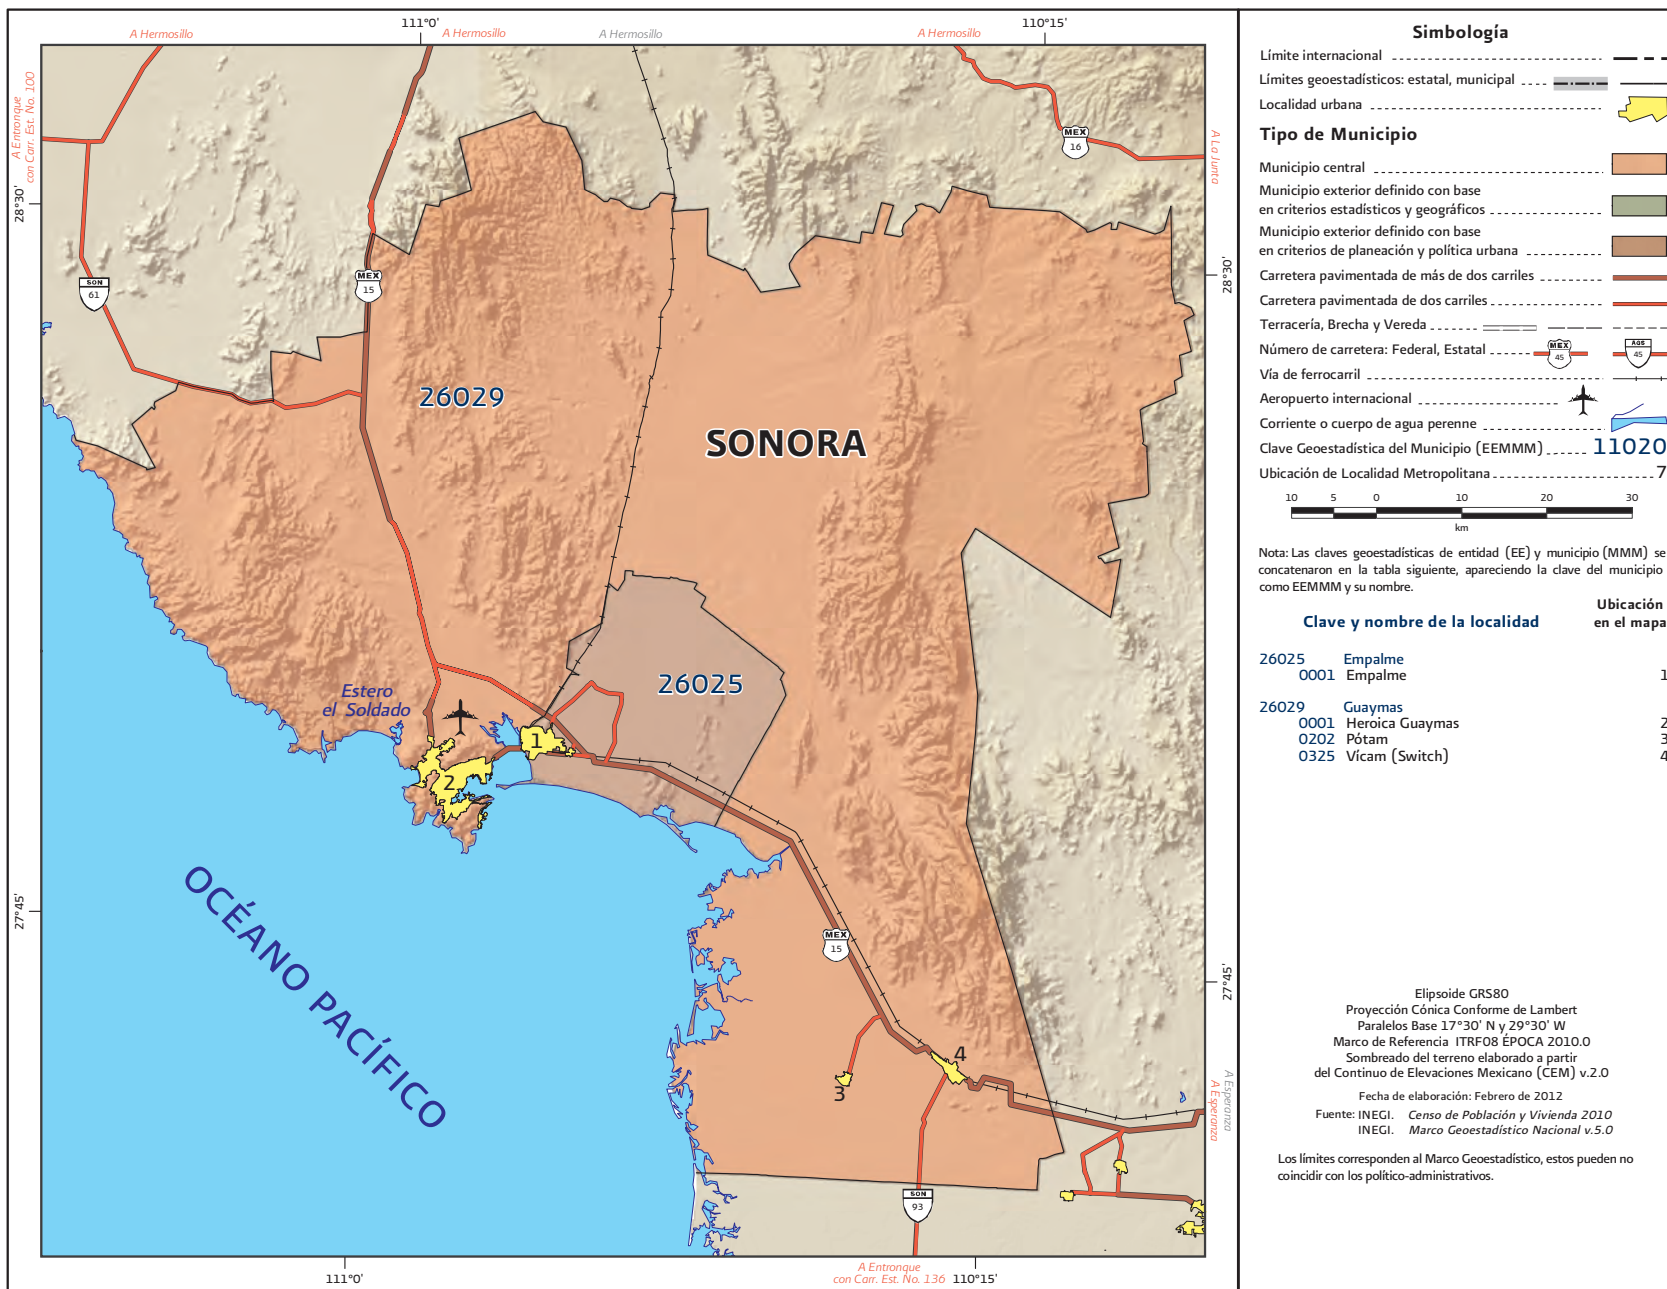 111°0'
110°15'
A Hermosillo
A Hermosillo
A Hermosillo
A Hermosillo
A Entronque
con Carr. Est. No. 100
A La Junta
28°30'
28°30'
MEX
16
SON
61
MEX
15
26029
SONORA
26025
Estero
el Soldado
1
2
OCÉANO PACÍFICO
27°45'
27°45'
MEX
15
4
3
A Esperanza
A Esperanza
SON
93
111°0'
A Entronque
con Carr. Est. No. 136
110°15'
Simbología
Límite internacional
Límites geoestadísticos: estatal, municipal
Localidad urbana
Tipo de Municipio
Municipio central
Municipio exterior definido con base
en criterios estadísticos y geográficos
Municipio exterior definido con base
en criterios de planeación y política urbana
Carretera pavimentada de más de dos carriles
Carretera pavimentada de dos carriles
Terracería, Brecha y Vereda
Número de carretera: Federal, Estatal
MEX
45
AGS
45
Vía de ferrocarril
Aeropuerto internacional
Corriente o cuerpo de agua perenne
Clave Geoestadística del Municipio (EEMMM) 11020
Ubicación de Localidad Metropolitana 7
10 5 0 10 20 30
km
Nota: Las claves geoestadísticas de entidad (EE) y municipio (MMM) se
concatenaron en la tabla siguiente, apareciendo la clave del municipio
como EEMMM y su nombre.
Clave y nombre de la localidad
Ubicación
en el mapa
26025 Empalme
0001 Empalme 1
26029 Guaymas
0001 Heroica Guaymas 2
0202 Pótam 3
0325 Vícam (Switch) 4
Elipsoide GRS80
Proyección Cónica Conforme de Lambert
Paralelos Base 17°30' N y 29°30' W
Marco de Referencia ITRF08 ÉPOCA 2010.0
Sombreado del terreno elaborado a partir
del Continuo de Elevaciones Mexicano (CEM) v.2.0
Fecha de elaboración: Febrero de 2012
Fuente: INEGI. Censo de Población y Vivienda 2010
INEGI. Marco Geoestadístico Nacional v.5.0
Los límites corresponden al Marco Geoestadístico, estos pueden no
coincidir con los político-administrativos.